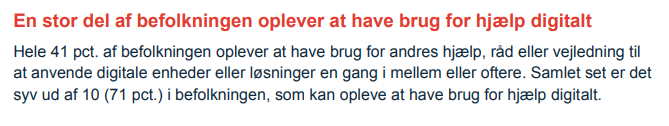 En stor del af befolkningen oplever at have brug for hjælp digitalt
Hele 41 pct. af befolkningen oplever at have brug for andres hjælp, råd eller vejledning til
at anvende digitale enheder eller løsninger en gang i mellem eller oftere. Samlet set er det
syv ud af 10 (71 pct.) i befolkningen, som kan opleve at have brug for hjælp digitalt.